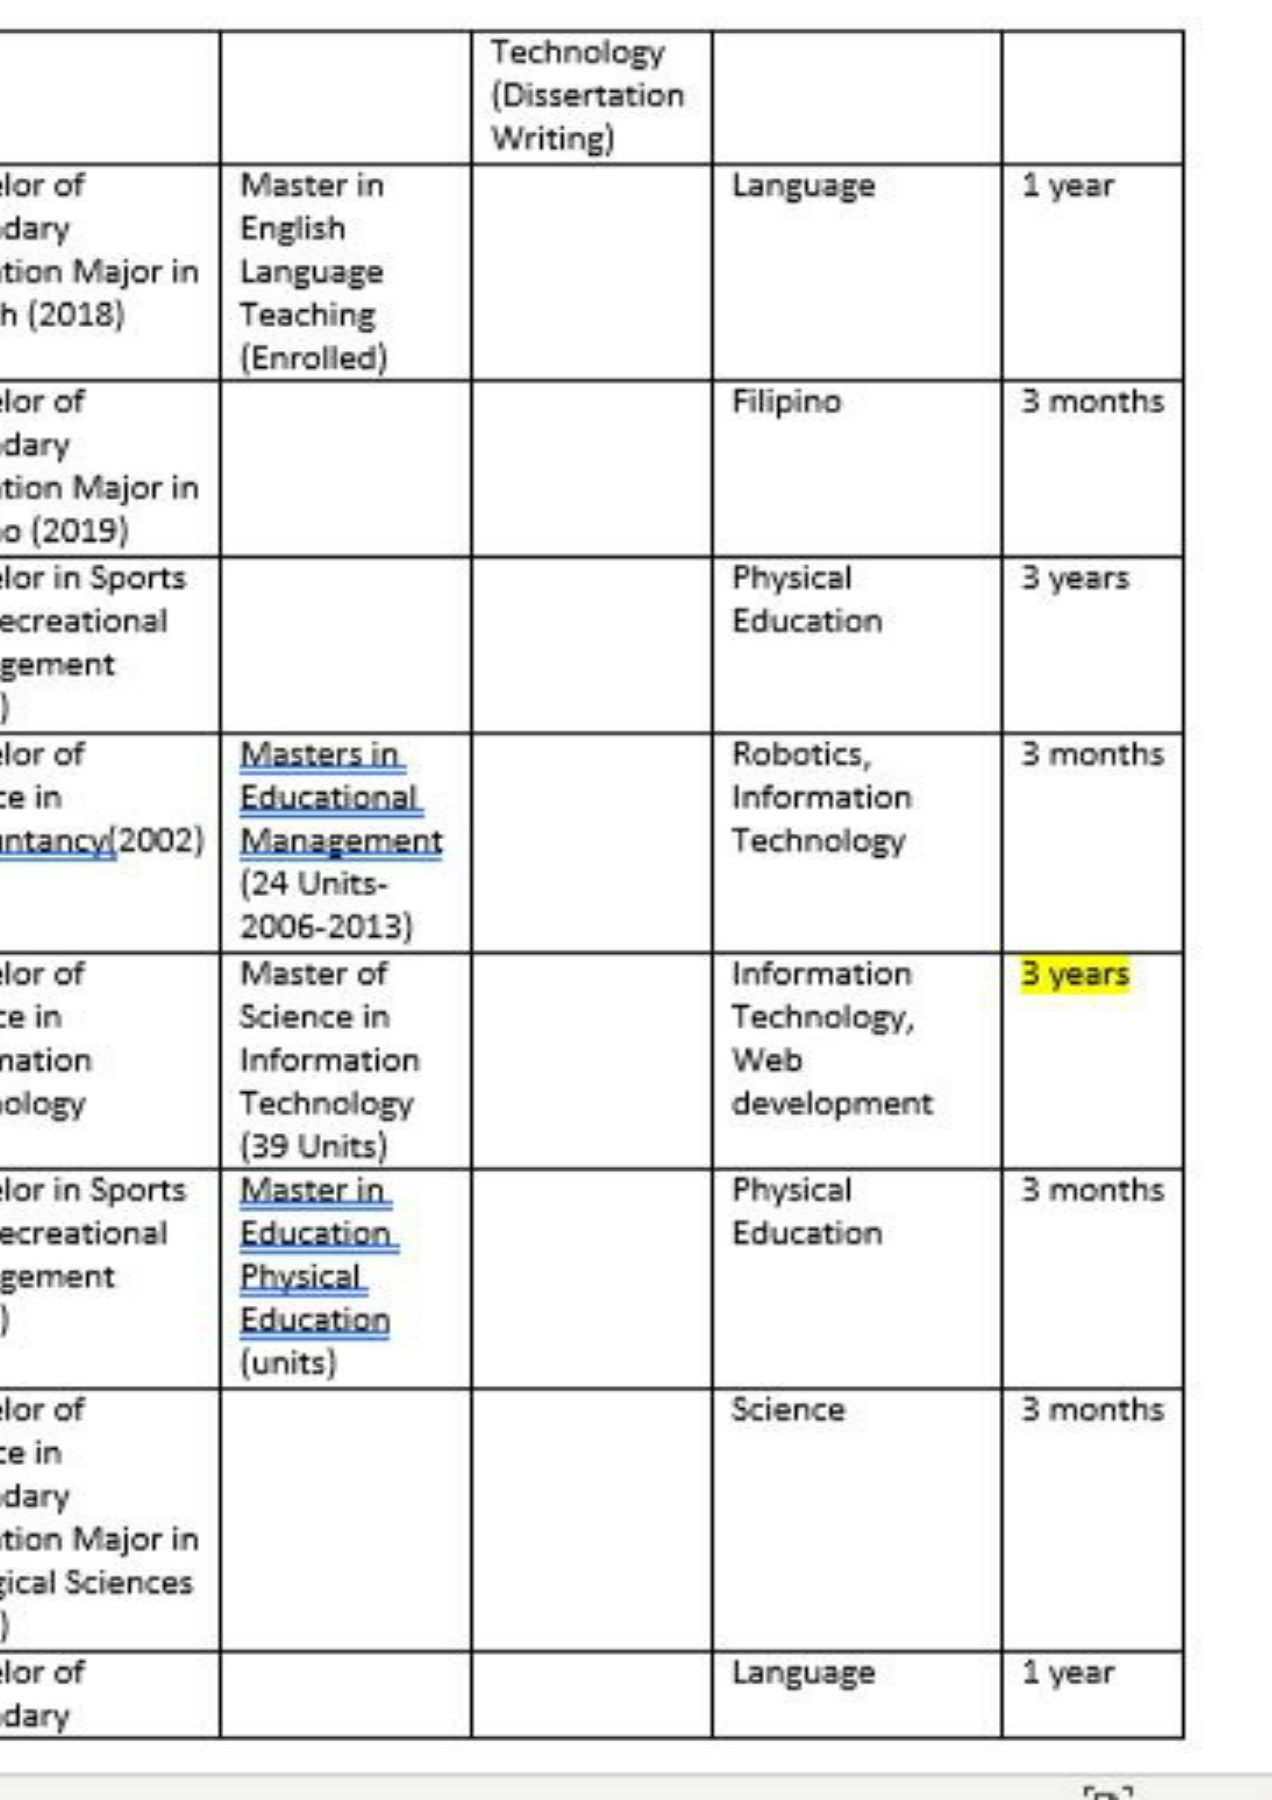 Technology
(Dissertation
Writing)
elor of
dary
tion Major in
h (2018)
Master in
English
Language
Teaching
(Enrolled)
Language
1 year
elor of
dary
tion Major in
o (2019)
Filipino
3 months
elor in Sports
ecreational
gement
)
Physical
Education
3 years
elor of
ce in
untancy(2002)
Masters in
Educational
Management
(24 Units-
2006-2013)
Robotics,
Information
Technology
3 months
elor of
ce in
mation
ology
Master of
Science in
Information
Technology
(39 Units)
Information
Technology,
Web
development
3 years
elor in Sports
ecreational
gement
)
Master in
Education
Physical
Education
(units)
Physical
Education
3 months
elor of
ce in
dary
tion Major in
gical Sciences
)
Science
3 months
elor of
dary
Language
1 year